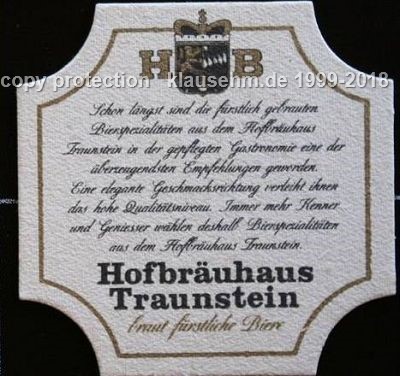 H B
copy protection klausehm.de 1999-2018
Schon längst sind die fürstlich gebrauten
Bierspezialitäten aus dem Hofbräuhaus
Traunstein in der gepflegten Gastronomie eine der
überzeugendsten Empfehlungen geworden.
Eine elegante Geschmacksrichtung verleiht ihnen
das hohe Qualitätsniveau. Immer mehr Kenner
und Geniesser wählen deshalb Bierspezialitäten
aus dem Hofbräuhaus Traunstein.
Hofbräuhaus
Traunstein
braut fürstliche Biere